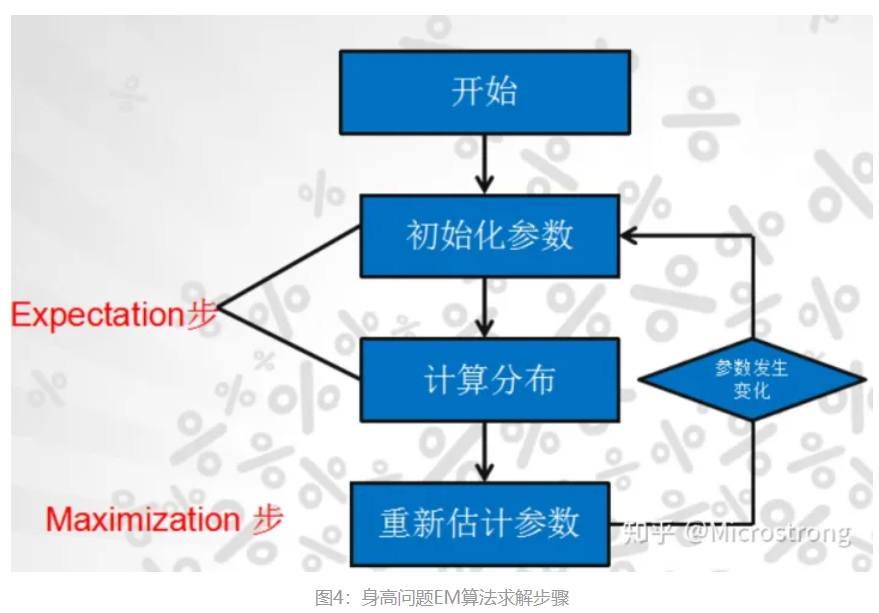 开始
初始化参数
Expectation步
计算分布
参数发生
变化
Maximization 步
重新估计参数
知乎 @Microstrong
图4：身高问题EM算法求解步骤